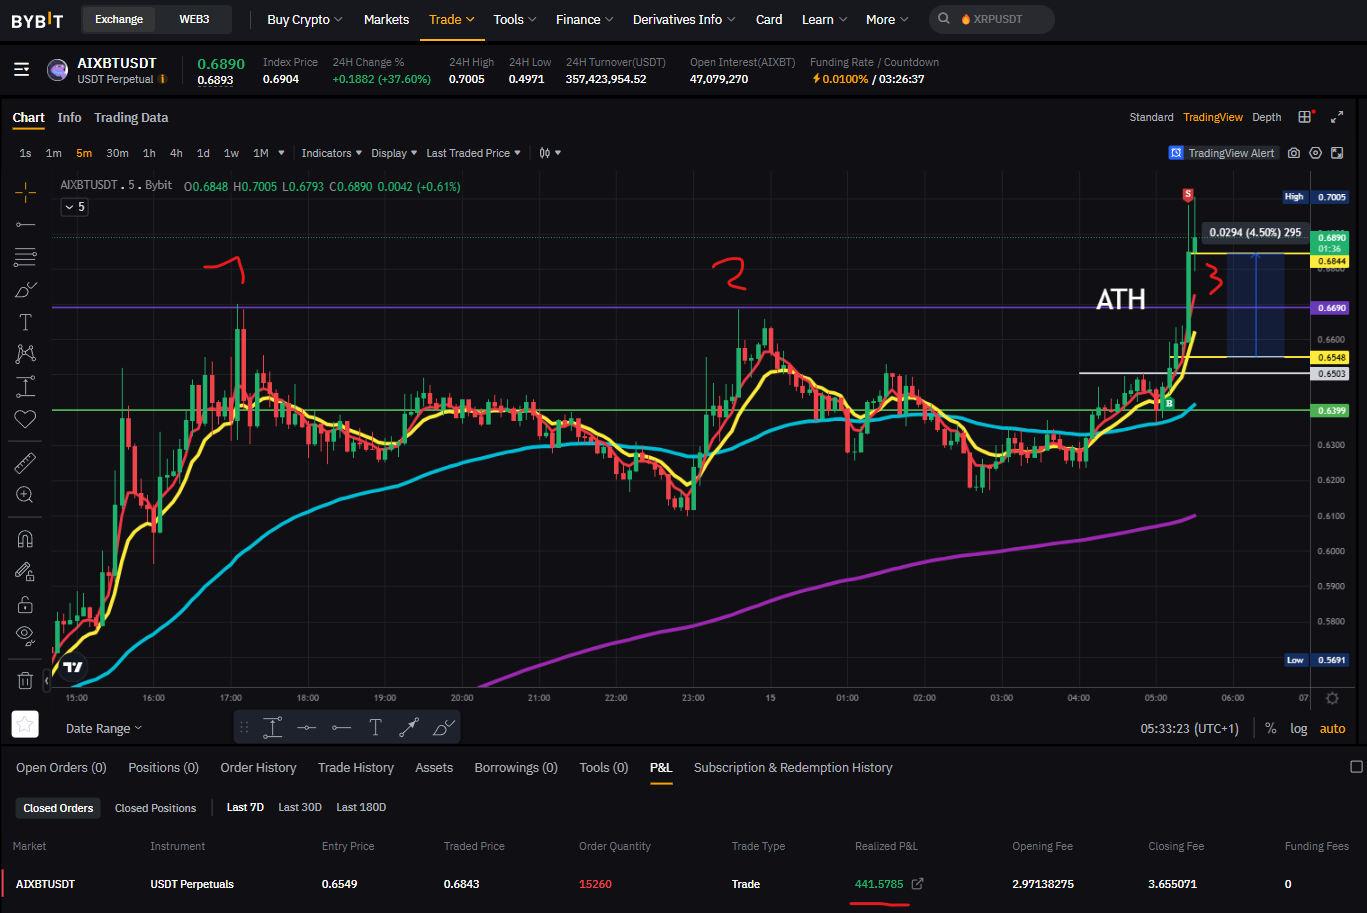 BYBIT Exchange WEB3 Buy Crypto Markets Trade Tools Finance Derivatives Info Card Learn More XRPUSDT
AIXBTUSDT 0.6890 Index Price 24H Change % 24H High 24H Low 24H Turnover(USDT) Open Interest(AIXBT) Funding Rate / Countdown
USDT Perpetual 0.6893 0.6904 +0.1882 (+37.60%) 0.7005 0.4971 357,423,954.52 47,079,270 0.0100% / 03:26:37
Chart Info Trading Data Standard TradingView Depth
1s 1m 5m 30m 1h 4h 1d 1w 1M Indicators Display Last Traded Price TradingView Alert
AIXBTUSDT . 5 . Bybit O0.6848 H0.7005 L0.6793 C0.6890 0.0042 (+0.61%)
5
S
High 0.7005
0.0294 (4.50%) 295
0.6890
01:36
0.6844
0.6800
1 2 3
ATH
0.6690
0.6600
0.6548
0.6503
B
0.6399
0.6300
0.6200
0.6100
0.6000
0.5900
0.5800
Low 0.5691
15:00 16:00 17:00 18:00 19:00 20:00 21:00 22:00 23:00 15 01:00 02:00 03:00 04:00 05:00 06:00 07
Date Range 05:33:23 (UTC+1) % log auto
Open Orders (0) Positions (0) Order History Trade History Assets Borrowings (0) Tools (0) P&L Subscription & Redemption History
Closed Orders Closed Positions Last 7D Last 30D Last 180D
Market Instrument Entry Price Traded Price Order Quantity Trade Type Realized P&L Opening Fee Closing Fee Funding Fees
AIXBTUSDT USDT Perpetuals 0.6549 0.6843 15260 Trade 441.5785 2.97138275 3.655071 0